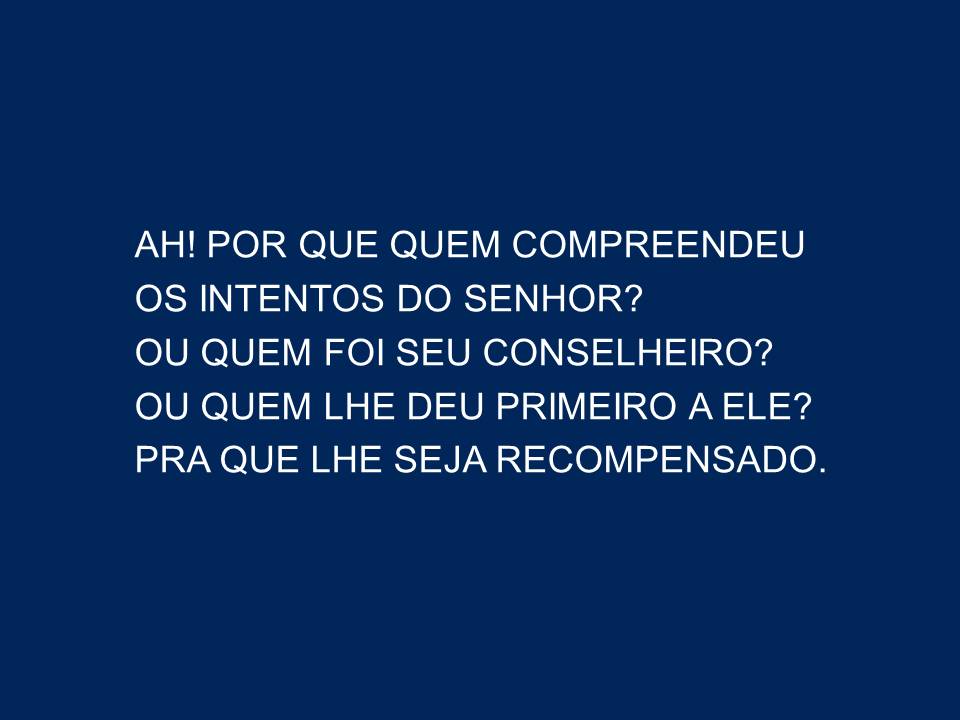 AH! POR QUE QUEM COMPREENDEU
OS INTENTOS DO SENHOR?
OU QUEM FOI SEU CONSELHEIRO?
OU QUEM LHE DEU PRIMEIRO A ELE?
PRA QUE LHE SEJA RECOMPENSADO.